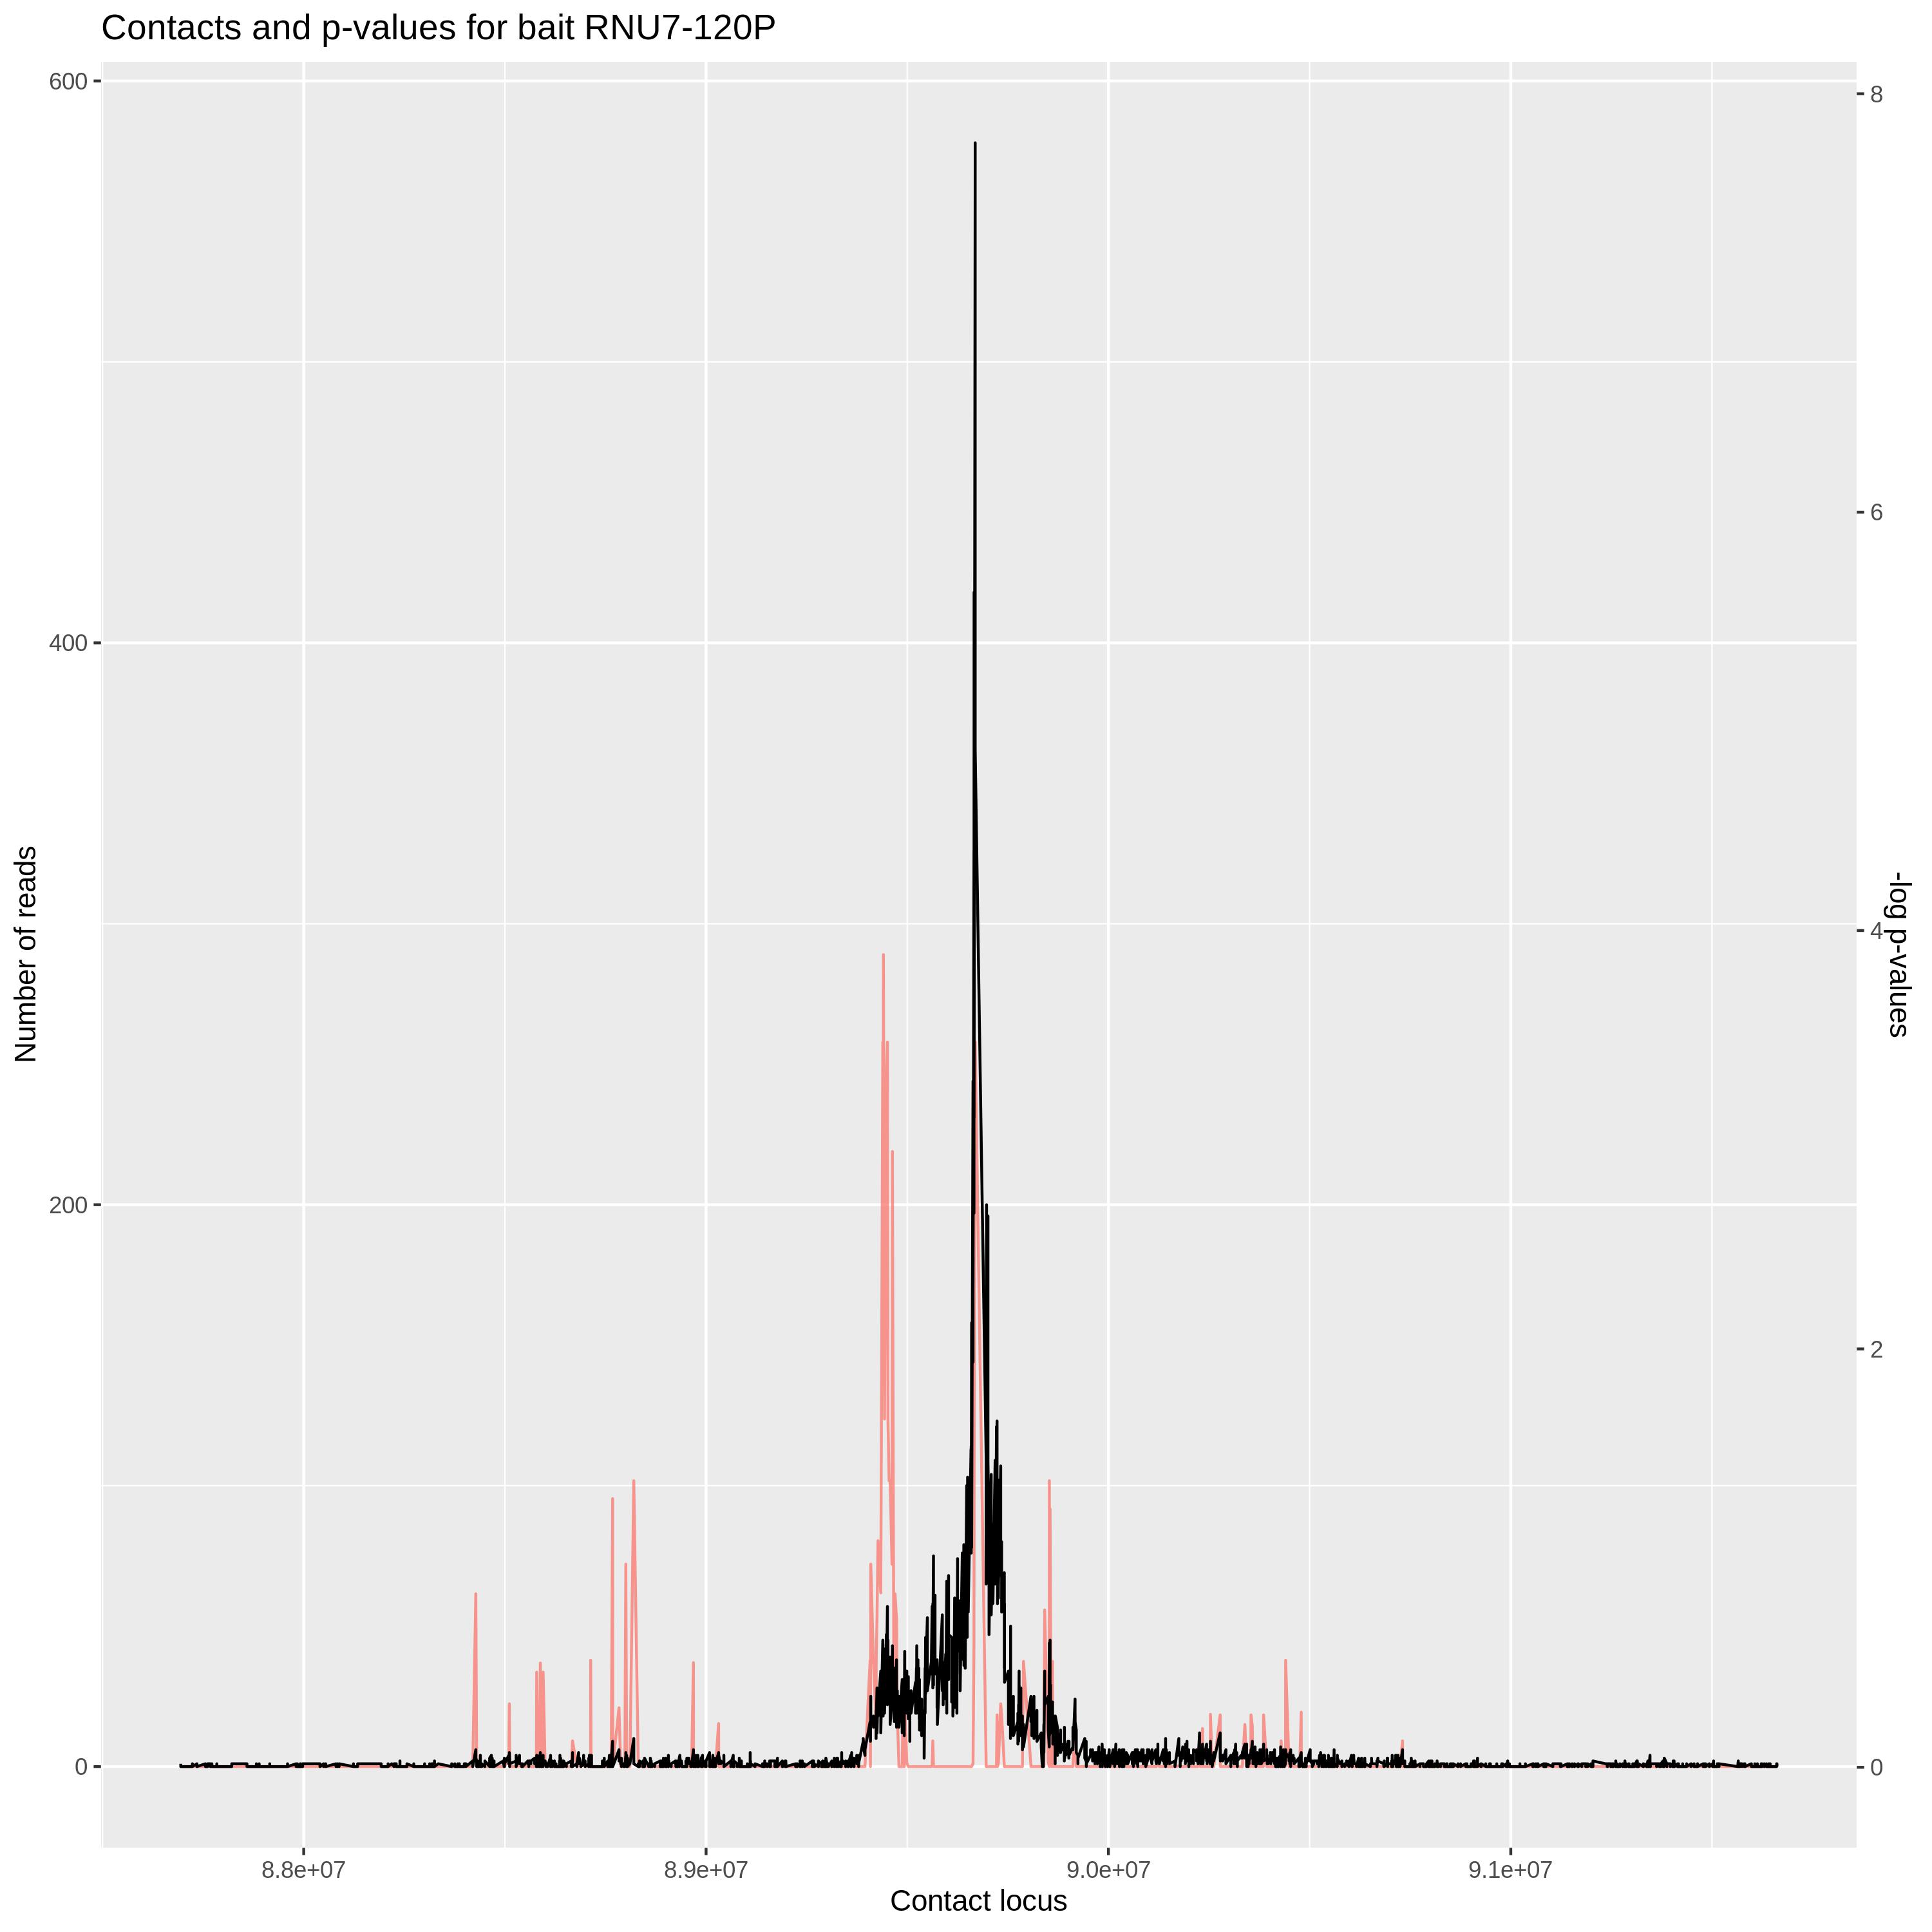 Contacts and p-values for bait RNU7-120P
600
400
200
0
Number of reads
8
6
4
2
0
-log p-values
8.8e+07
8.9e+07
9.0e+07
9.1e+07
Contact locus